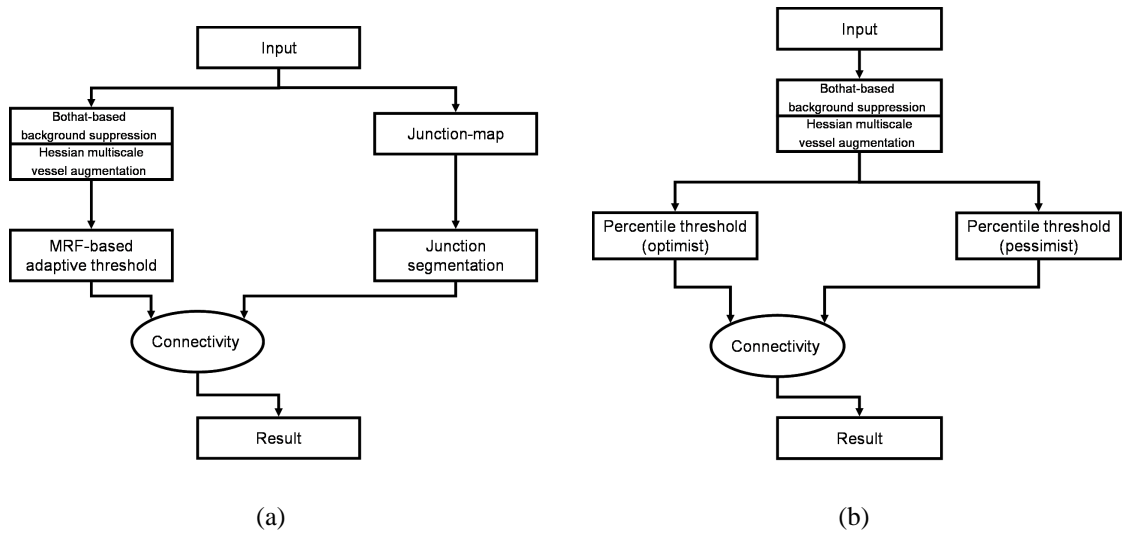 Input
Bothat-based
background suppression
Hessian multiscale
vessel augmentation
Junction-map
MRF-based
adaptive threshold
Junction
segmentation
Connectivity
Result
(a)
Input
Bothat-based
background suppression
Hessian multiscale
vessel augmentation
Percentile threshold
(optimist)
Percentile threshold
(pessimist)
Connectivity
Result
(b)